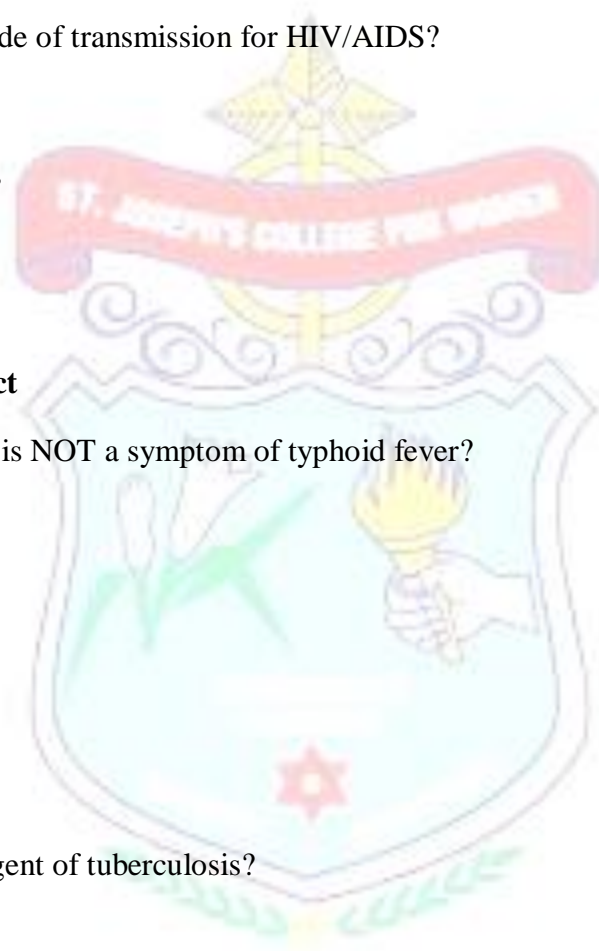 de of transmission for HIV/AIDS?
ST. JOSEPH'S COLLEGE FOR WOMEN
ct
is NOT a symptom of typhoid fever?
gent of tuberculosis?